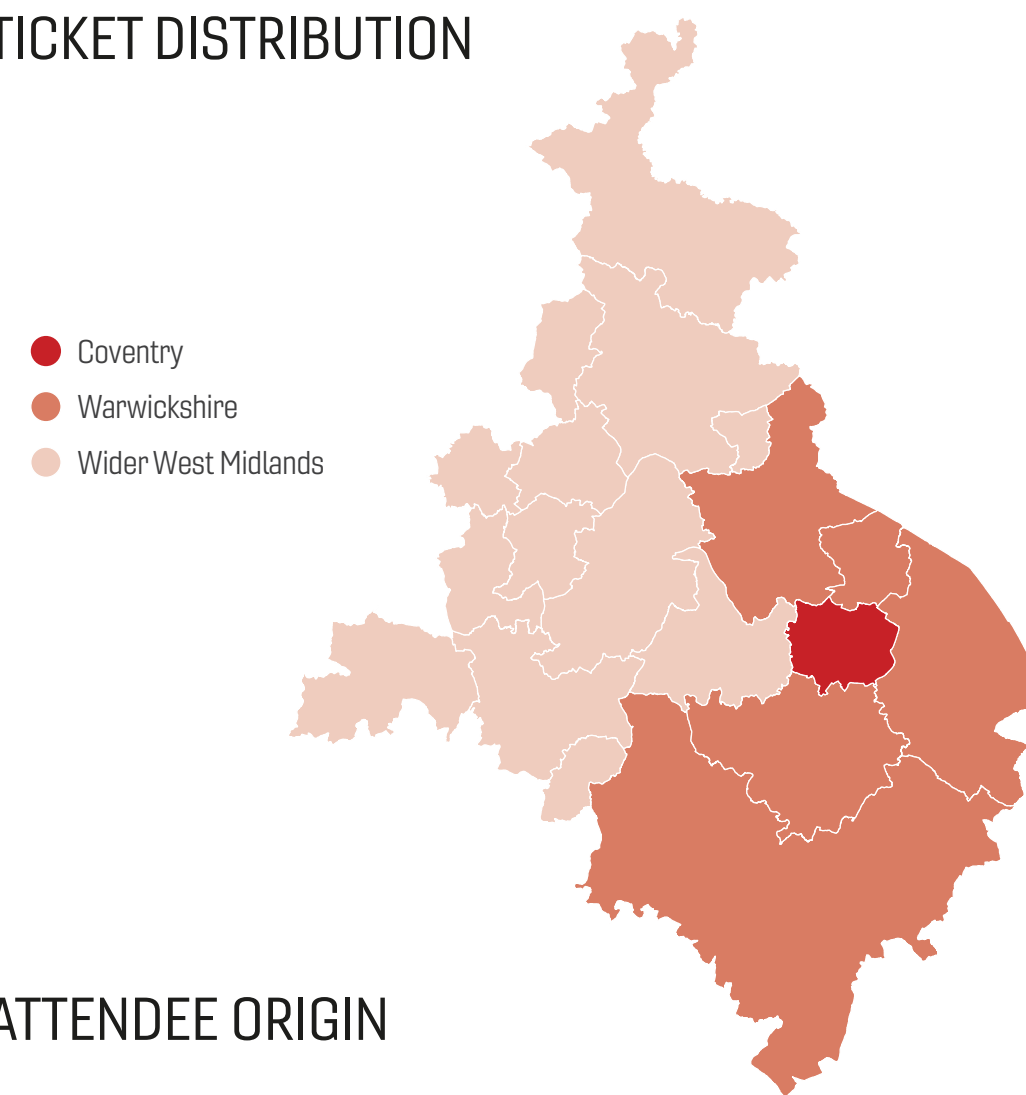 TICKET DISTRIBUTION
Coventry
Warwickshire
Wider West Midlands
ATTENDEE ORIGIN